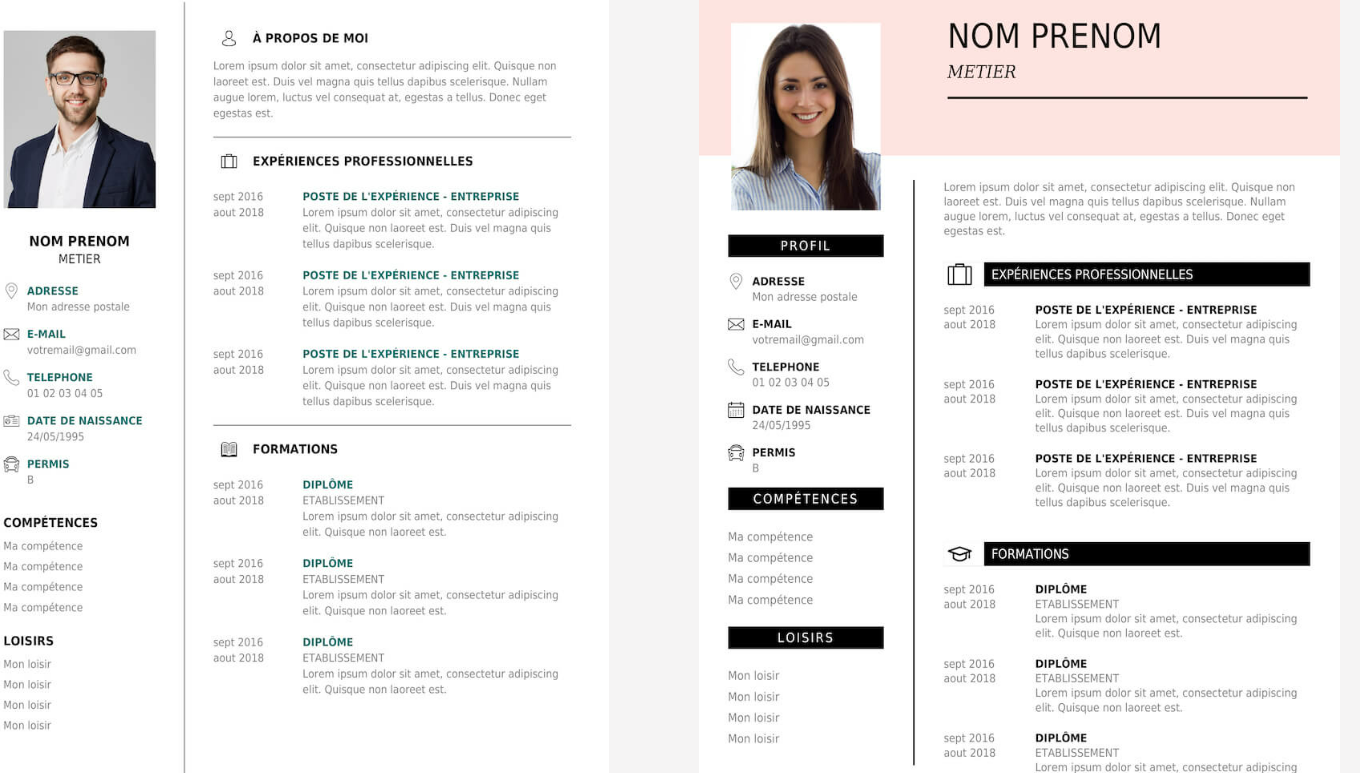 NOM PRENOM
METIER
ADRESSE
Mon adresse postale
E-MAIL
votremail@gmail.com
TELEPHONE
01 02 03 04 05
DATE DE NAISSANCE
24/05/1995
PERMIS
B
COMPÉTENCES
Ma compétence
Ma compétence
Ma compétence
Ma compétence
LOISIRS
Mon loisir
Mon loisir
Mon loisir
Mon loisir
À PROPOS DE MOI
Lorem ipsum dolor sit amet, consectetur adipiscing elit. Quisque non
laoreet est. Duis vel magna quis tellus dapibus scelerisque. Nullam
augue lorem, luctus vel consequat at, egestas a tellus. Donec eget
egestas est.
EXPÉRIENCES PROFESSIONNELLES
sept 2016 POSTE DE L'EXPÉRIENCE - ENTREPRISE
aout 2018 Lorem ipsum dolor sit amet, consectetur adipiscing
elit. Quisque non laoreet est. Duis vel magna quis
tellus dapibus scelerisque.
sept 2016 POSTE DE L'EXPÉRIENCE - ENTREPRISE
aout 2018 Lorem ipsum dolor sit amet, consectetur adipiscing
elit. Quisque non laoreet est. Duis vel magna quis
tellus dapibus scelerisque.
sept 2016 POSTE DE L'EXPÉRIENCE - ENTREPRISE
aout 2018 Lorem ipsum dolor sit amet, consectetur adipiscing
elit. Quisque non laoreet est. Duis vel magna quis
tellus dapibus scelerisque.
FORMATIONS
sept 2016 DIPLÔME
aout 2018 ETABLISSEMENT
Lorem ipsum dolor sit amet, consectetur adipiscing
elit. Quisque non laoreet est.
sept 2016 DIPLÔME
aout 2018 ETABLISSEMENT
Lorem ipsum dolor sit amet, consectetur adipiscing
elit. Quisque non laoreet est.
sept 2016 DIPLÔME
aout 2018 ETABLISSEMENT
Lorem ipsum dolor sit amet, consectetur adipiscing
elit. Quisque non laoreet est.
NOM PRENOM
METIER
PROFIL
ADRESSE
Mon adresse postale
E-MAIL
votremail@gmail.com
TELEPHONE
01 02 03 04 05
DATE DE NAISSANCE
24/05/1995
PERMIS
B
COMPÉTENCES
Ma compétence
Ma compétence
Ma compétence
Ma compétence
LOISIRS
Mon loisir
Mon loisir
Mon loisir
Mon loisir
Lorem ipsum dolor sit amet, consectetur adipiscing elit. Quisque non
laoreet est. Duis vel magna quis tellus dapibus scelerisque. Nullam
augue lorem, luctus vel consequat at, egestas a tellus. Donec eget
egestas est.
EXPÉRIENCES PROFESSIONNELLES
sept 2016 POSTE DE L'EXPÉRIENCE - ENTREPRISE
aout 2018 Lorem ipsum dolor sit amet, consectetur adipiscing
elit. Quisque non laoreet est. Duis vel magna quis
tellus dapibus scelerisque.
sept 2016 POSTE DE L'EXPÉRIENCE - ENTREPRISE
aout 2018 Lorem ipsum dolor sit amet, consectetur adipiscing
elit. Quisque non laoreet est. Duis vel magna quis
tellus dapibus scelerisque.
sept 2016 POSTE DE L'EXPÉRIENCE - ENTREPRISE
aout 2018 Lorem ipsum dolor sit amet, consectetur adipiscing
elit. Quisque non laoreet est. Duis vel magna quis
tellus dapibus scelerisque.
FORMATIONS
sept 2016 DIPLÔME
aout 2018 ETABLISSEMENT
Lorem ipsum dolor sit amet, consectetur adipiscing
elit. Quisque non laoreet est.
sept 2016 DIPLÔME
aout 2018 ETABLISSEMENT
Lorem ipsum dolor sit amet, consectetur adipiscing
elit. Quisque non laoreet est.
sept 2016 DIPLÔME
aout 2018 ETABLISSEMENT
Lorem ipsum dolor sit amet, consectetur adipiscing